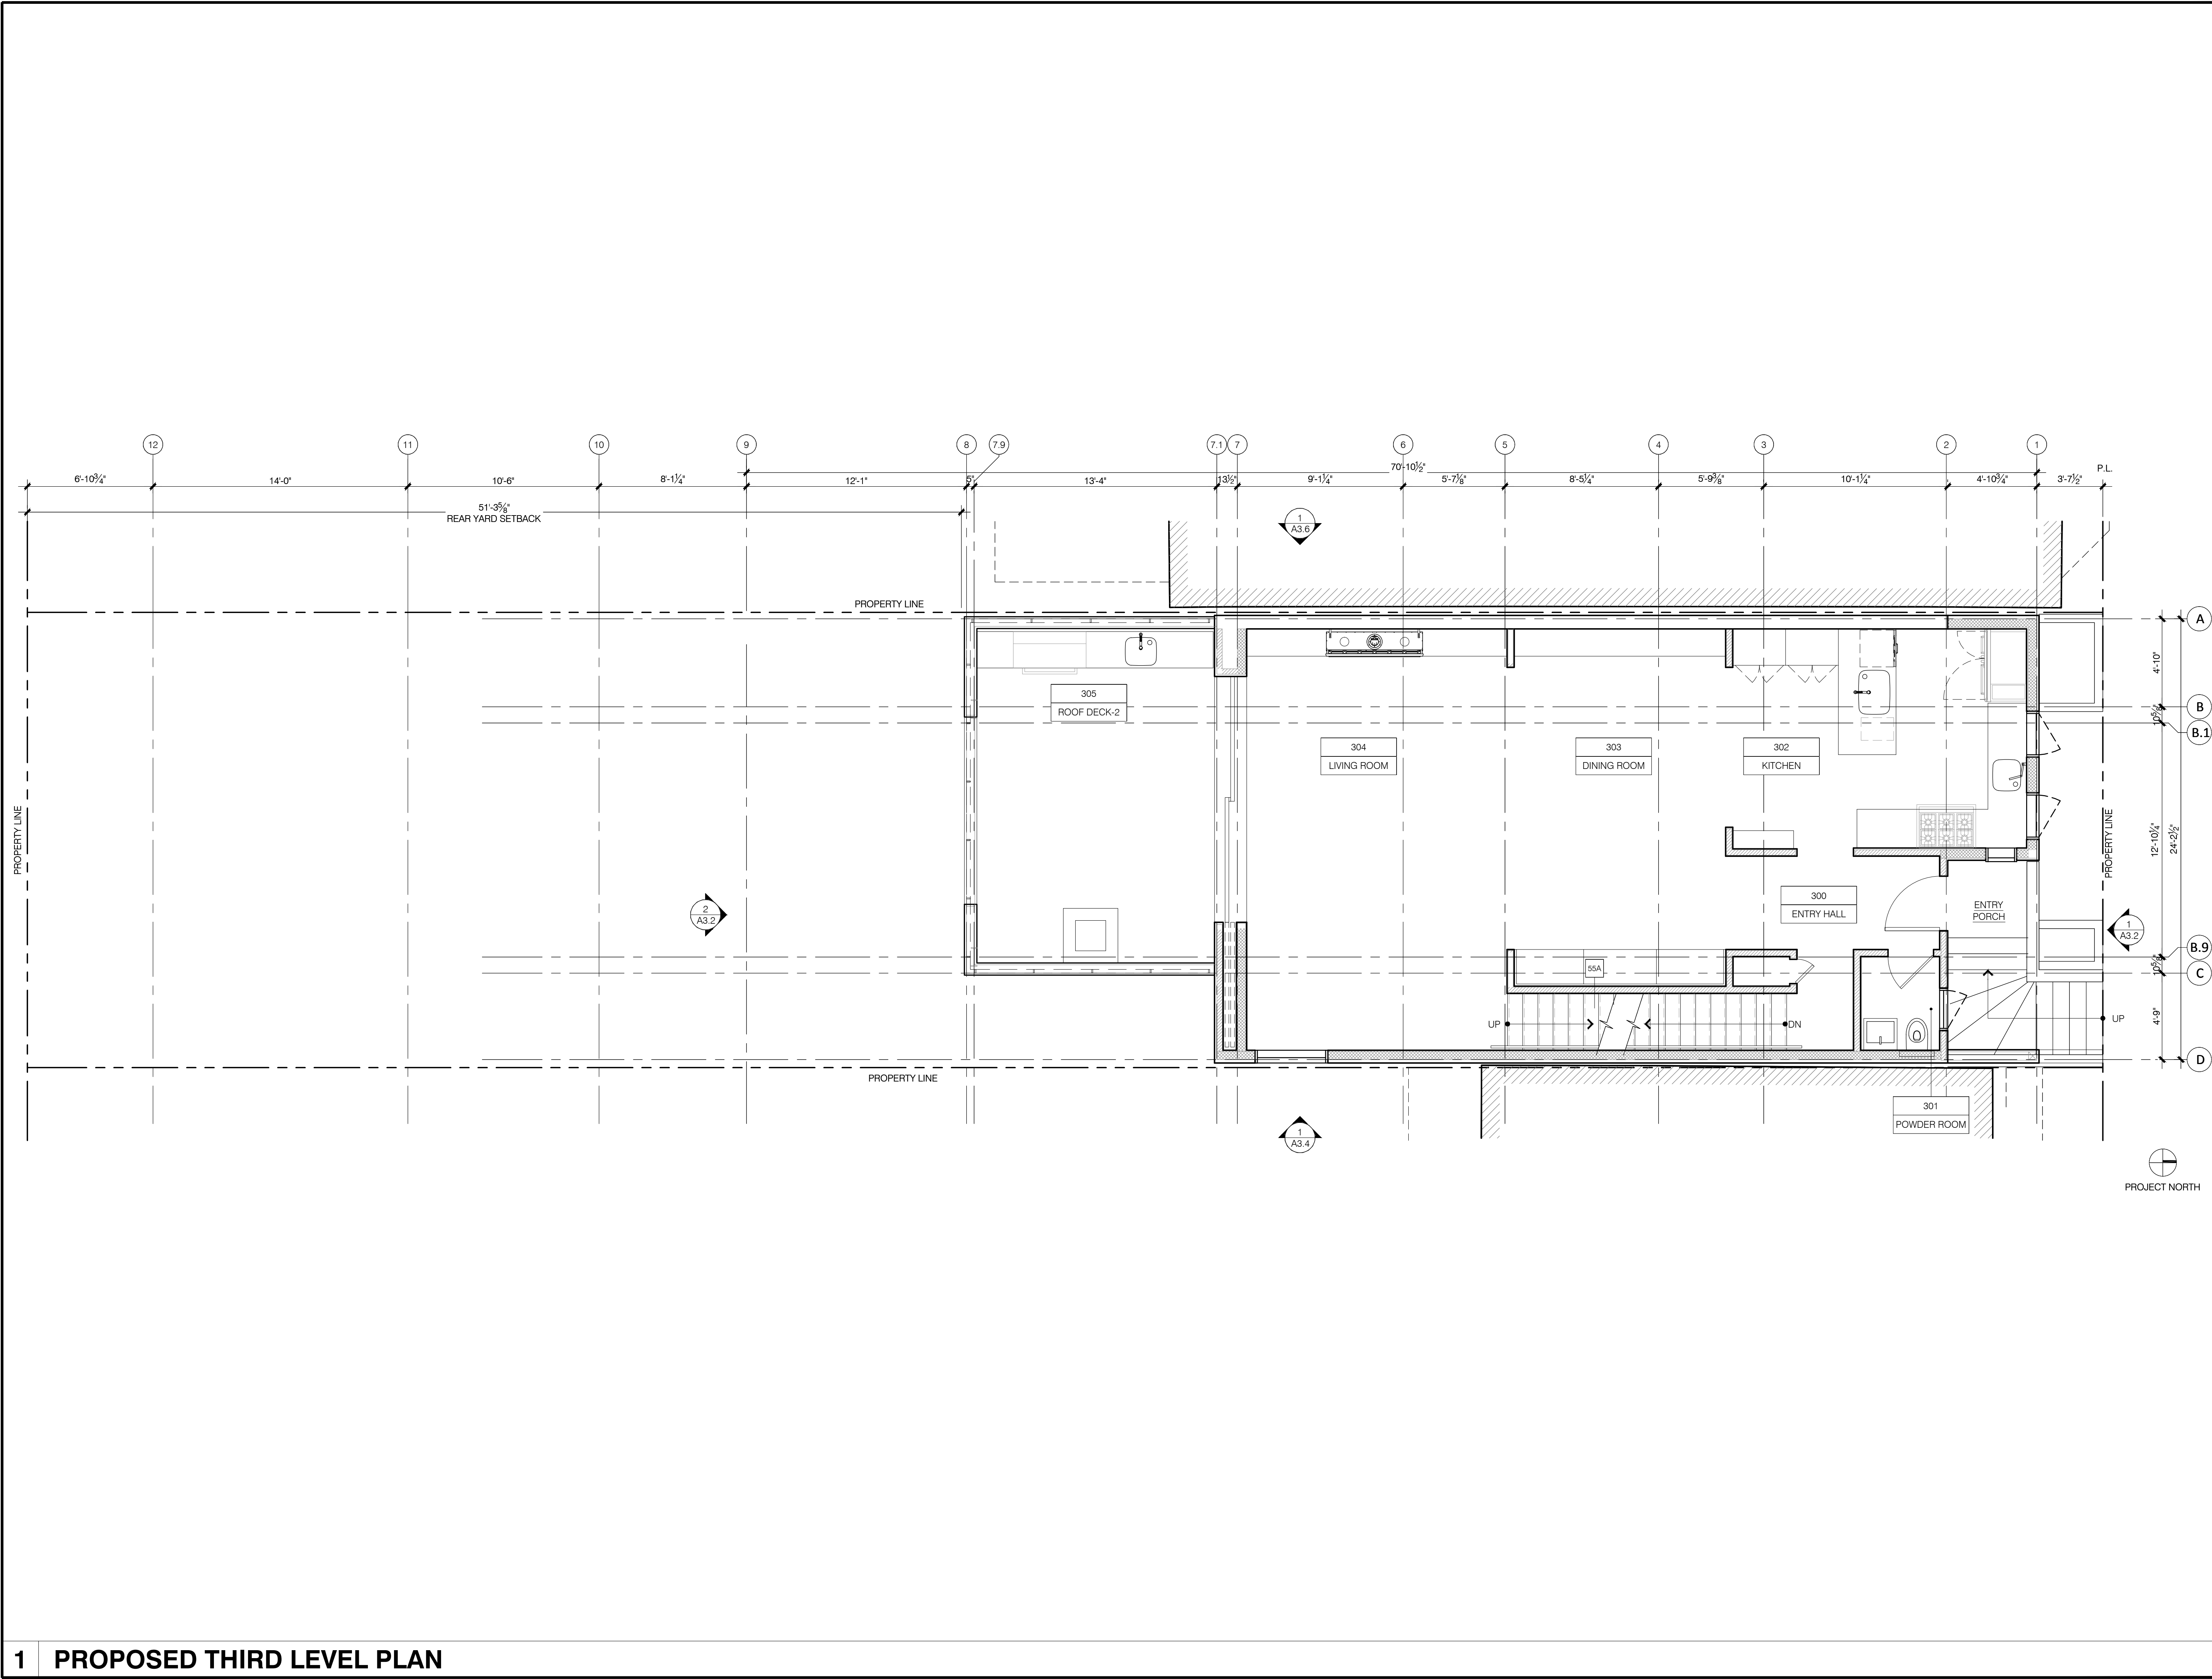 12 11 10 9 8 7.9 7.1 7 6 5 4 3 2 1
70'-10½"
P.L.
6'-10¾" 14'-0" 10'-6" 8'-1¼" 12'-1" 5" 13'-4" 13½" 9'-1¼" 5'-7⅞" 8'-5¼" 5'-9⅜" 10'-1¼" 4'-10¾" 3'-7½"
51'-3⅝"
REAR YARD SETBACK
1
A3.6
PROPERTY LINE
A
4'-10"
305
ROOF DECK-2
B
10⅝"
B.1
304
LIVING ROOM
303
DINING ROOM
302
KITCHEN
PROPERTY LINE
PROPERTY LINE
12'-10¼"
24'-2½"
300
ENTRY HALL
ENTRY
PORCH
2
A3.2
1
A3.2
B.9
10⅝"
C
55A
UP
DN
UP
4'-9"
D
PROPERTY LINE
301
POWDER ROOM
1
A3.4
PROJECT NORTH
1 PROPOSED THIRD LEVEL PLAN